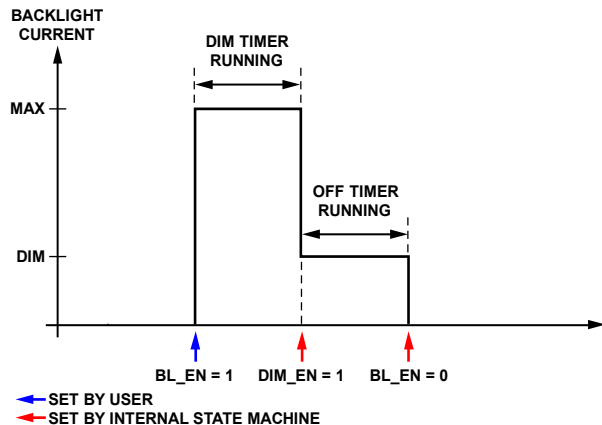 BACKLIGHT
CURRENT
DIM TIMER
RUNNING
MAX
OFF TIMER
RUNNING
DIM
BL_EN = 1 DIM_EN = 1 BL_EN = 0
SET BY USER
SET BY INTERNAL STATE MACHINE